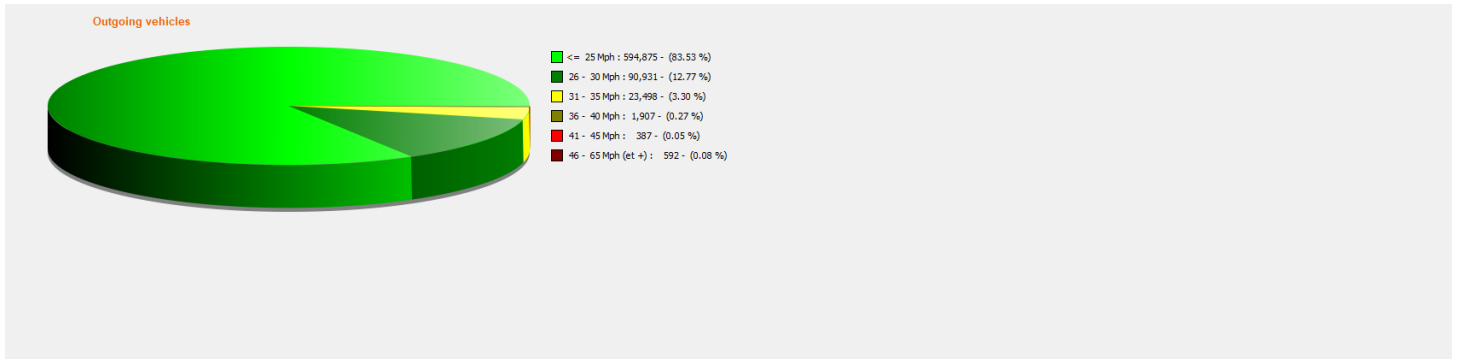 Outgoing vehicles
<= 25 Mph : 594,875 - (83.53 %)
26 - 30 Mph : 90,931 - (12.77 %)
31 - 35 Mph : 23,498 - (3.30 %)
36 - 40 Mph : 1,907 - (0.27 %)
41 - 45 Mph : 387 - (0.05 %)
46 - 65 Mph (et +) : 592 - (0.08 %)